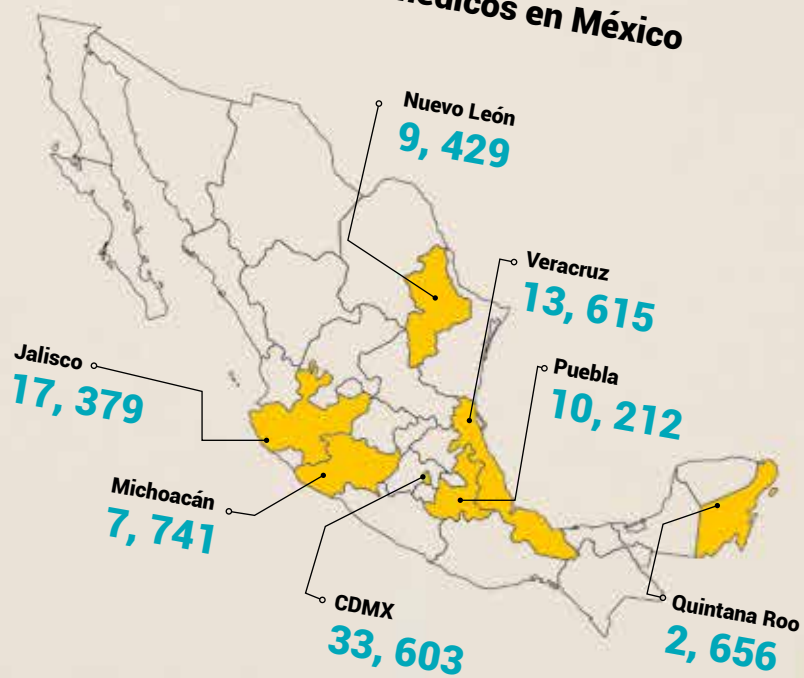 en México
Nuevo León
9, 429
Veracruz
13, 615
Jalisco
17, 379
Puebla
10, 212
Michoacán
7, 741
CDMX
33, 603
Quintana Roo
2, 656